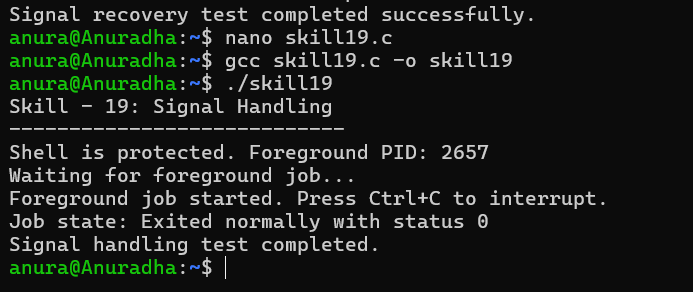 Signal recovery test completed successfully.
anura@Anuradha:~$ nano skill19.c
anura@Anuradha:~$ gcc skill19.c -o skill19
anura@Anuradha:~$ ./skill19
Skill - 19: Signal Handling
----------------------------
Shell is protected. Foreground PID: 2657
Waiting for foreground job...
Foreground job started. Press Ctrl+C to interrupt.
Job state: Exited normally with status 0
Signal handling test completed.
anura@Anuradha:~$